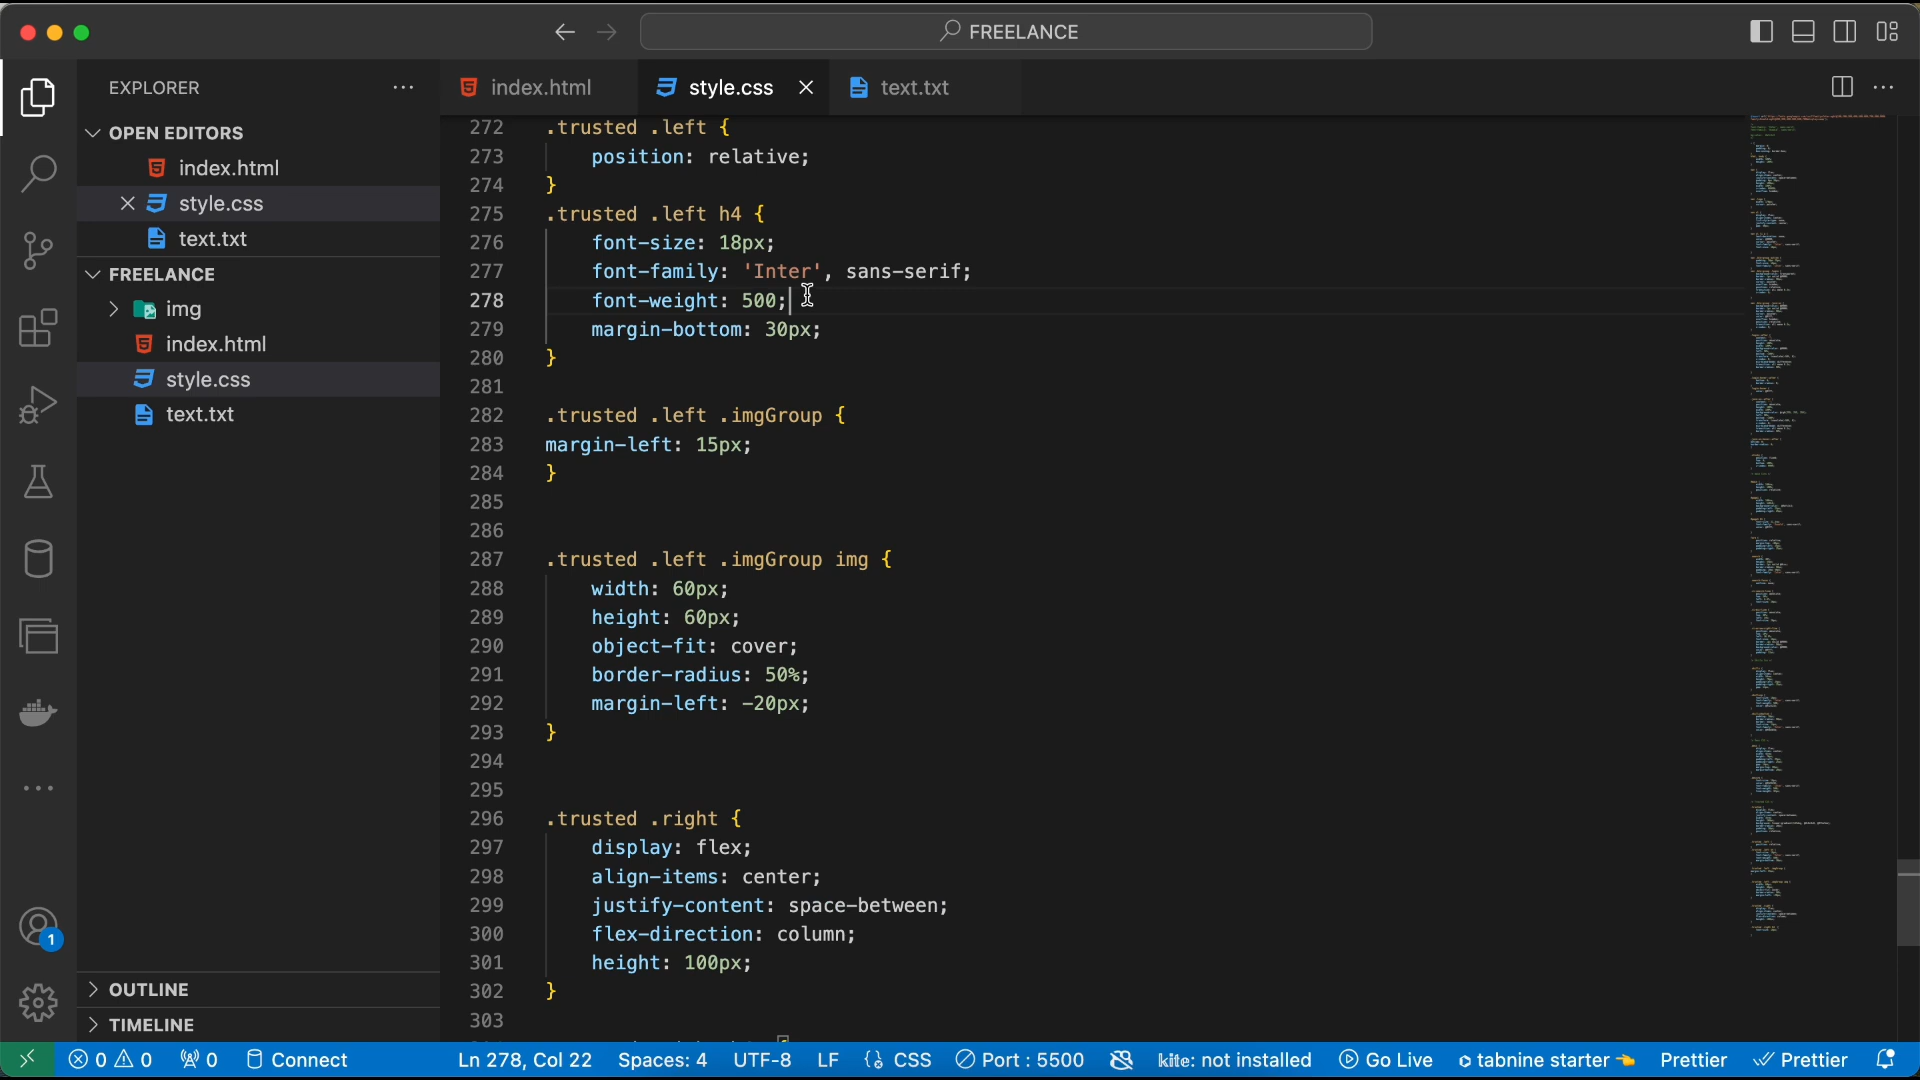 FREELANCE
EXPLORER
index.html
style.css
text.txt
OPEN EDITORS
index.html
style.css
text.txt
FREELANCE
img
index.html
style.css
text.txt
OUTLINE
TIMELINE
272 .trusted .left {
273 position: relative;
274 }
275 .trusted .left h4 {
276 font-size: 18px;
277 font-family: 'Inter', sans-serif;
278 font-weight: 500;
279 margin-bottom: 30px;
280 }
281
282 .trusted .left .imgGroup {
283 margin-left: 15px;
284 }
285
286
287 .trusted .left .imgGroup img {
288 width: 60px;
289 height: 60px;
290 object-fit: cover;
291 border-radius: 50%;
292 margin-left: -20px;
293 }
294
295
296 .trusted .right {
297 display: flex;
298 align-items: center;
299 justify-content: space-between;
300 flex-direction: column;
301 height: 100px;
302 }
303
1
0 0 0 Connect Ln 278, Col 22 Spaces: 4 UTF-8 LF {} CSS Port : 5500 kite: not installed Go Live tabnine starter Prettier Prettier